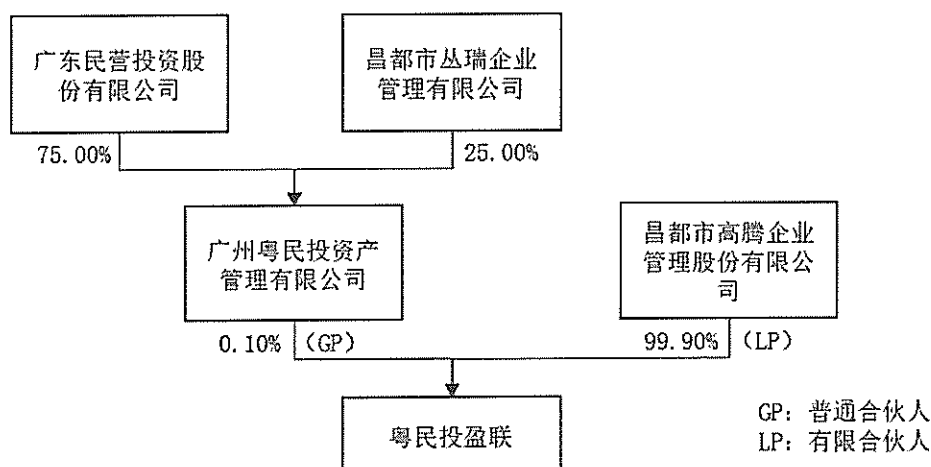 广东民营投资股
份有限公司
昌都市丛瑞企业
管理有限公司
75.00%
25.00%
广州粤民投资产
管理有限公司
昌都市高腾企业
管理股份有限公
司
0.10%（GP）
99.90%（LP）
粤民投盈联
GP：普通合伙人
LP：有限合伙人